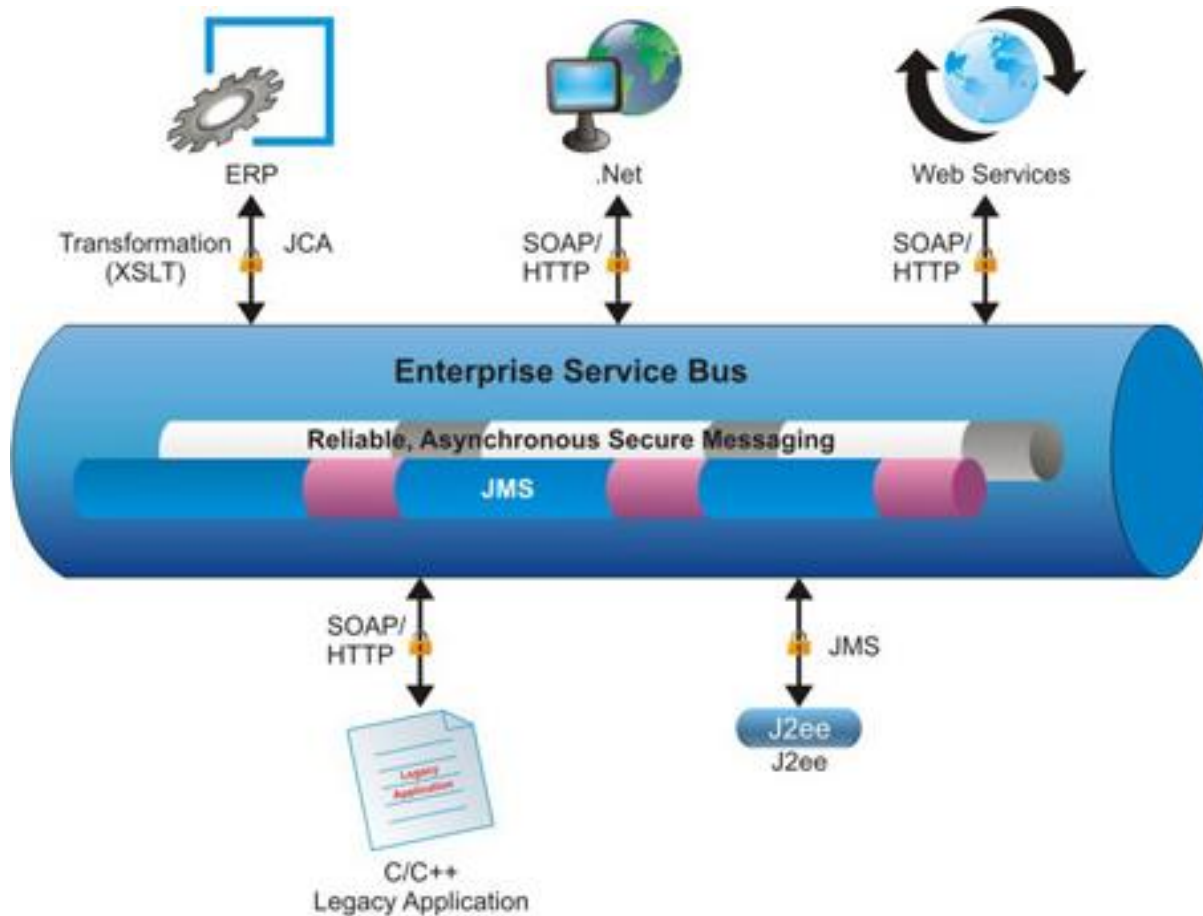 ERP
.Net
Web Services
Transformation
(XSLT)
JCA
SOAP/
HTTP
SOAP/
HTTP
Enterprise Service Bus
Reliable, Asynchronous Secure Messaging
JMS
SOAP/
HTTP
JMS
Legacy
Application
J2ee
J2ee
C/C++
Legacy Application